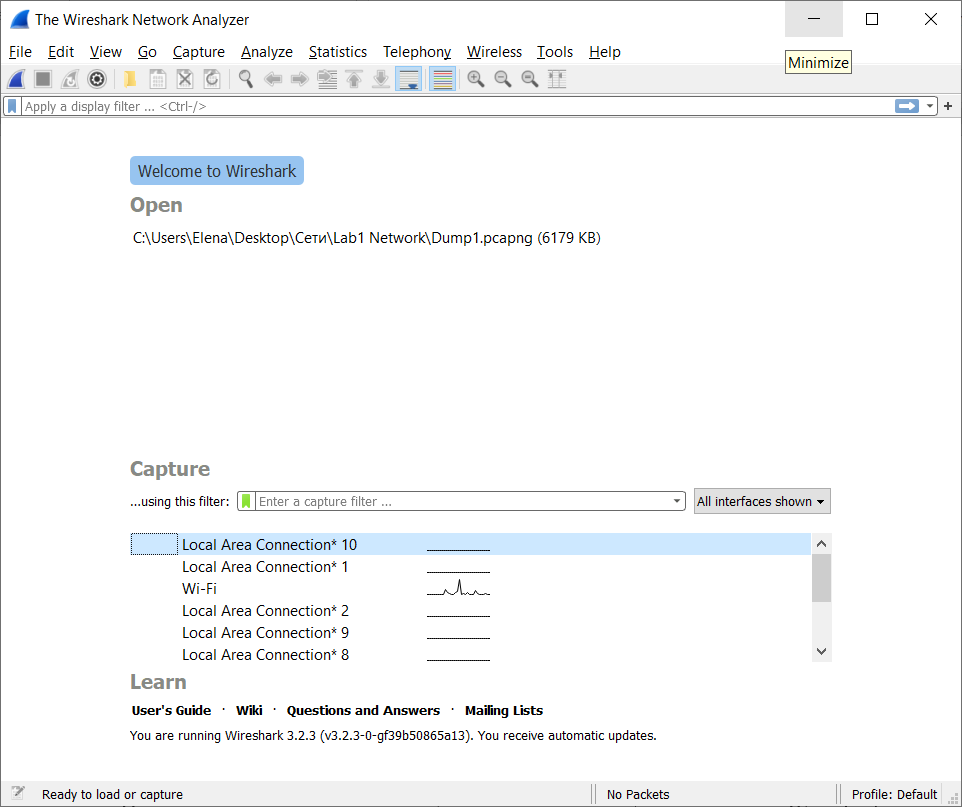 The Wireshark Network Analyzer
File Edit View Go Capture Analyze Statistics Telephony Wireless Tools Help
Minimize
Apply a display filter ... <Ctrl-/>
Welcome to Wireshark
Open
C:\Users\Elena\Desktop\Сети\Lab1 Network\Dump1.pcapng (6179 KB)
Capture
...using this filter: Enter a capture filter ... All interfaces shown
Local Area Connection* 10
Local Area Connection* 1
Wi-Fi
Local Area Connection* 2
Local Area Connection* 9
Local Area Connection* 8
Learn
User's Guide · Wiki · Questions and Answers · Mailing Lists
You are running Wireshark 3.2.3 (v3.2.3-0-gf39b50865a13). You receive automatic updates.
Ready to load or capture No Packets Profile: Default